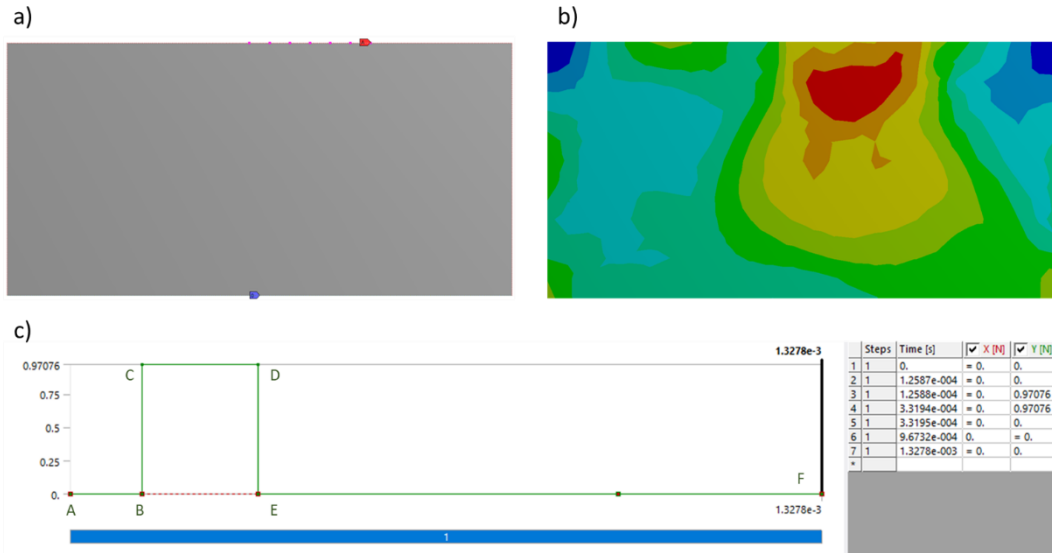 a)
b)
c)
1.3278e-3
0.97076
C
D
0.75
0.5
0.25
0.
F
A
B
E
1.3278e-3
1
Steps Time [s] X [N] Y [N]
1 1 0. = 0. 0.
2 1 1.2587e-004 = 0. 0.
3 1 1.2588e-004 = 0. 0.97076
4 1 3.3194e-004 = 0. 0.97076
5 1 3.3195e-004 = 0. 0.
6 1 9.6732e-004 0. = 0.
7 1 1.3278e-003 = 0. 0.
*